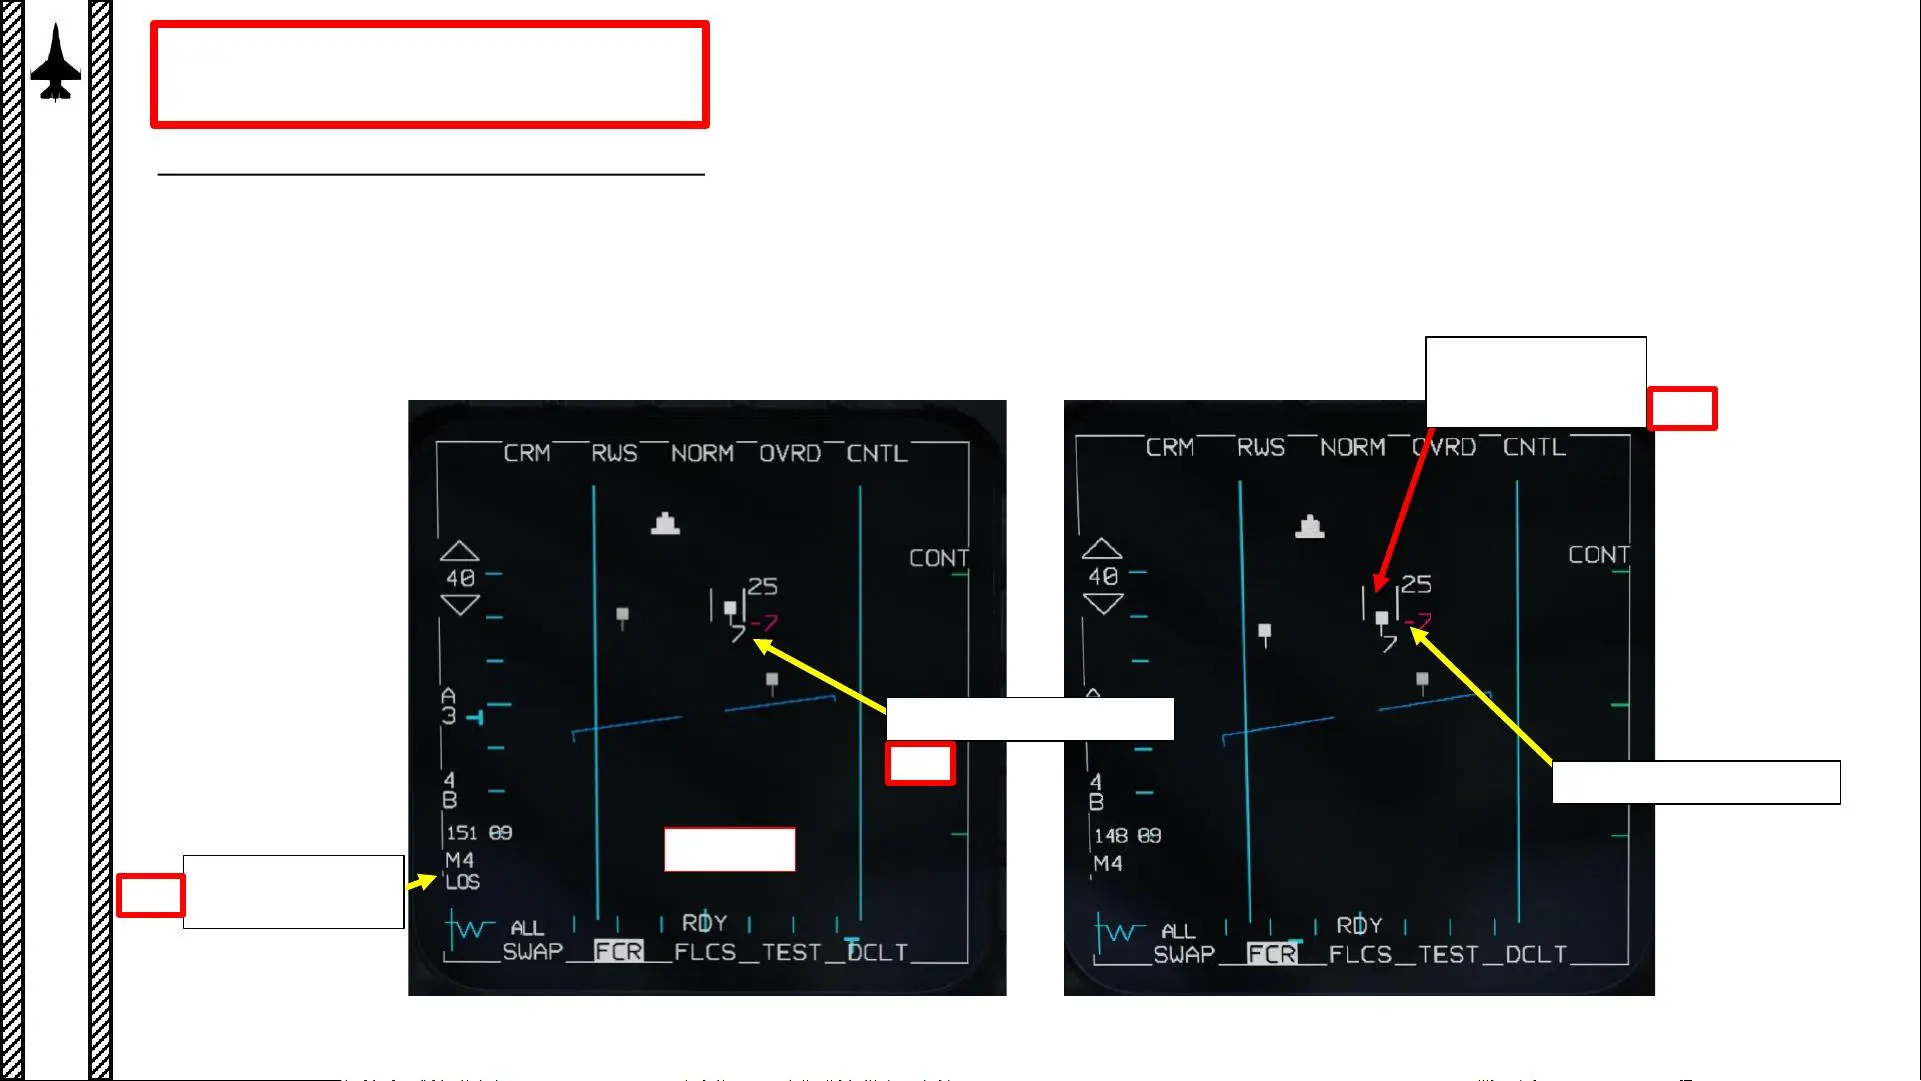 CRM RWS NORM OVRD CNTL
40
25
CONT
-7
7
A
3
4
B
151 09
M4
LOS
ALL RDY
SWAP FCR FLCS TEST DCLT
CRM RWS NORM OVRD CNTL
CONT
40
25
-7
7
4
B
148 09
M4
ALL RDY
SWAP FCR FLCS TEST DCLT